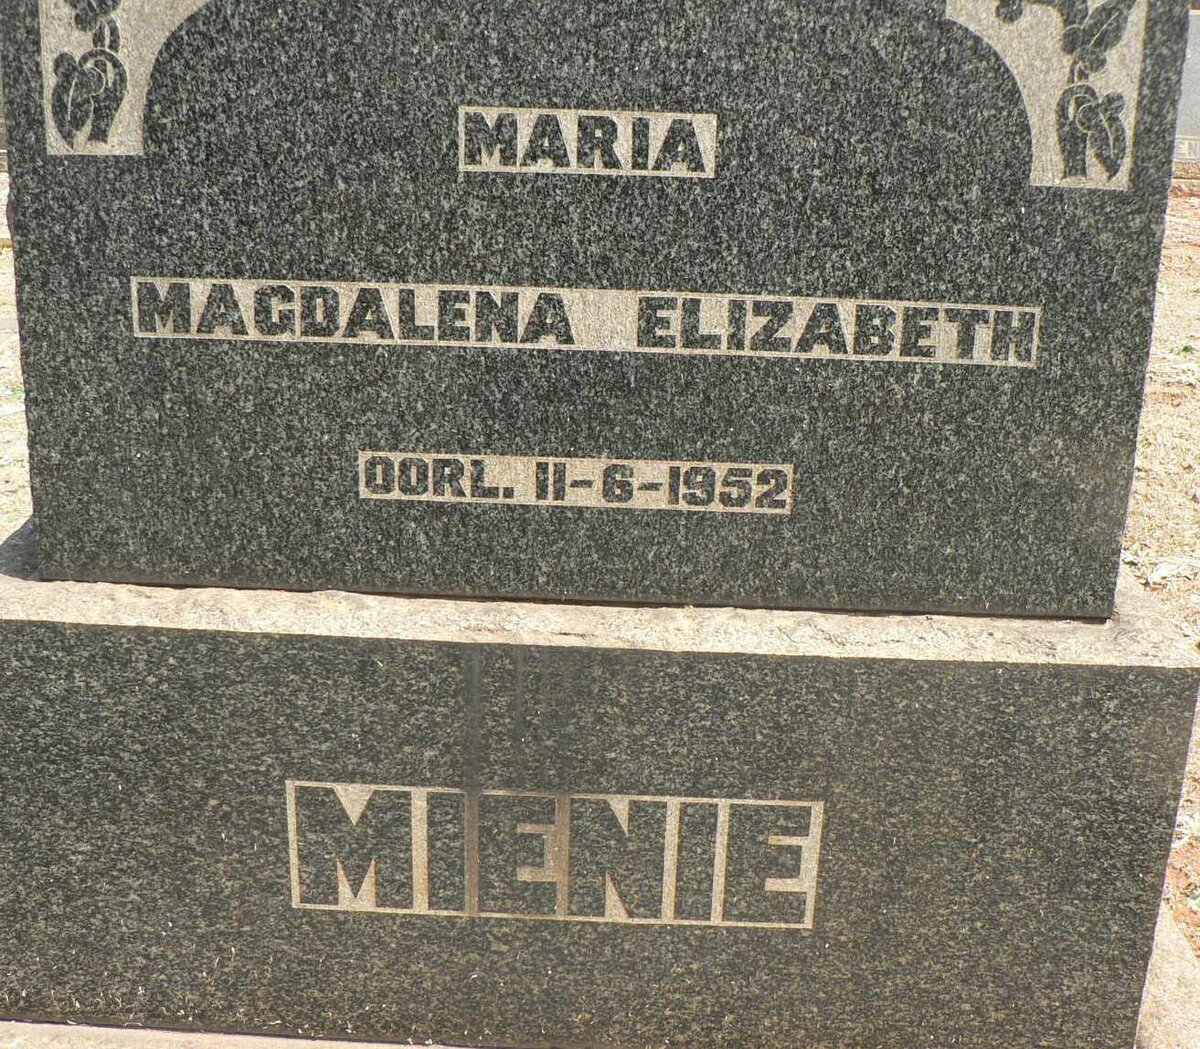 MARIA
MAGDALENA ELIZABETH
OORL. 11-6-1952
MIENIE